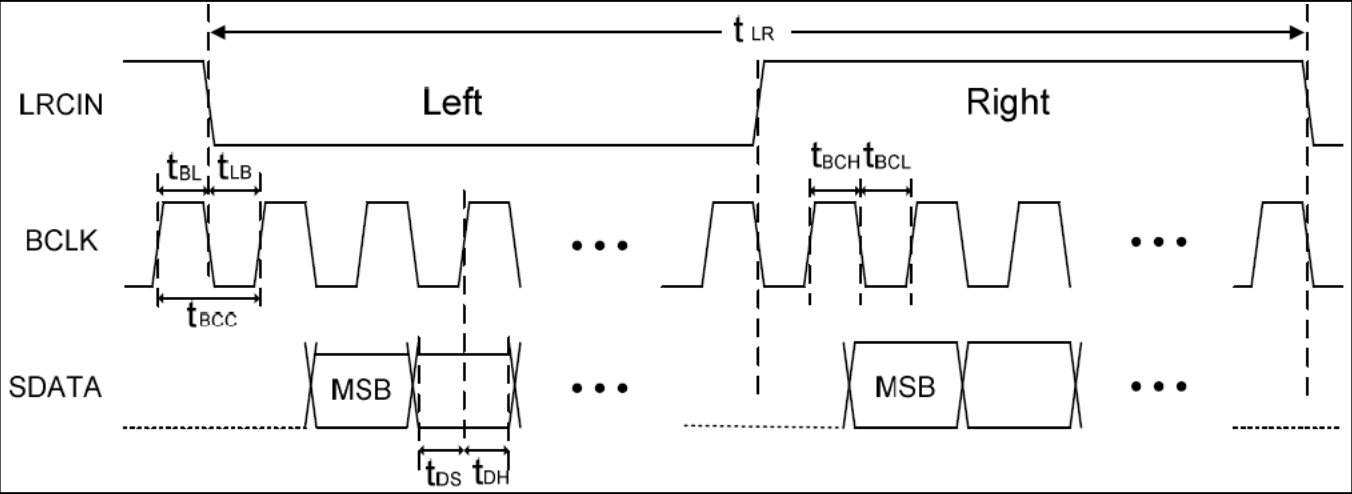 t LR
LRCIN
Left
Right
tBL
tLB
tBCH
tBCL
BCLK
• • •
• • •
tBCC
SDATA
MSB
• • •
MSB
• • •
tDS
tDH